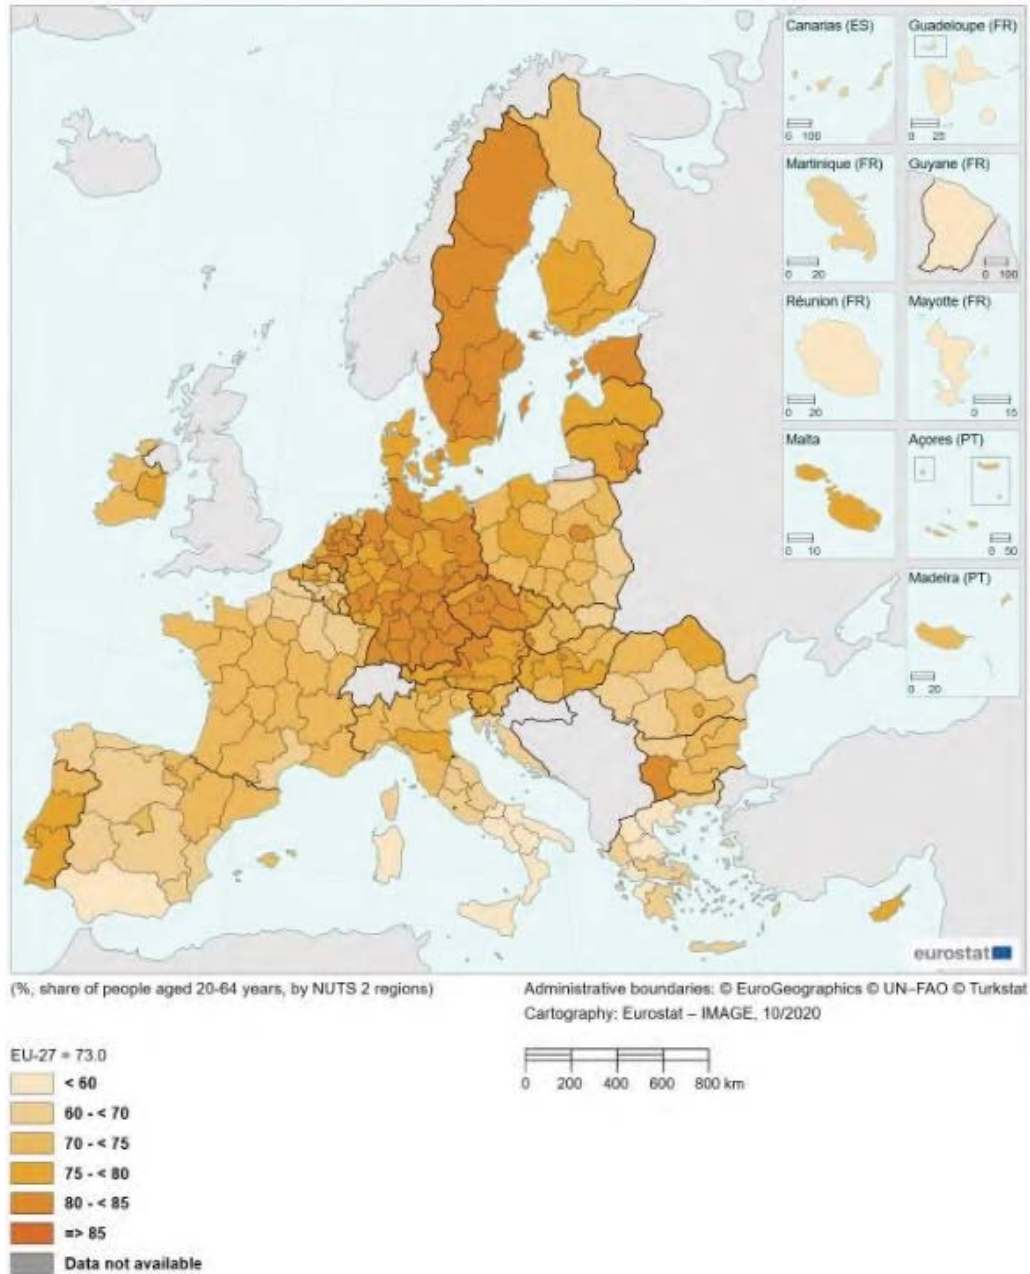 Canarias (ES)
0 100
Guadeloupe (FR)
0 25
Martinique (FR)
0 20
Guyane (FR)
0 100
Réunion (FR)
0 20
Mayotte (FR)
0 15
Malta
0 10
Açores (PT)
0 50
Madeira (PT)
0 20
eurostat
(%, share of people aged 20-64 years, by NUTS 2 regions)
Administrative boundaries: © EuroGeographics © UN–FAO © Turkstat
Cartography: Eurostat – IMAGE, 10/2020
EU-27 = 73.0
< 60
60 - < 70
70 - < 75
75 - < 80
80 - < 85
=> 85
Data not available
0 200 400 600 800 km